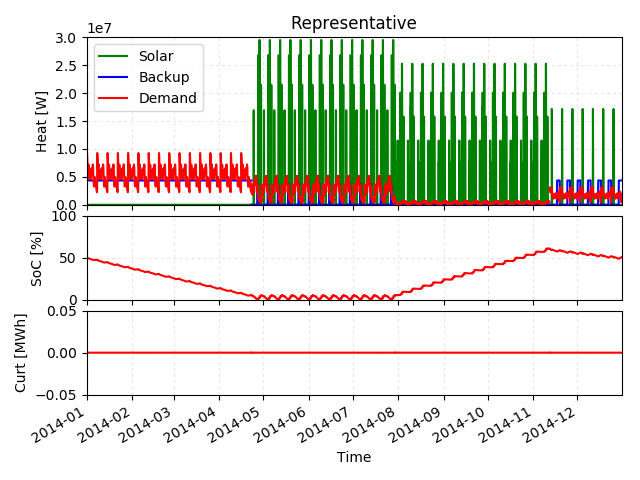 Representative
1e7
3.0
2.5
2.0
1.5
1.0
0.5
0.0
Heat [W]
Solar
Backup
Demand
100
50
0
SoC [%]
0.05
0.00
−0.05
Curt [MWh]
2014-01
2014-02
2014-03
2014-04
2014-05
2014-06
2014-07
2014-08
2014-09
2014-10
2014-11
2014-12
Time